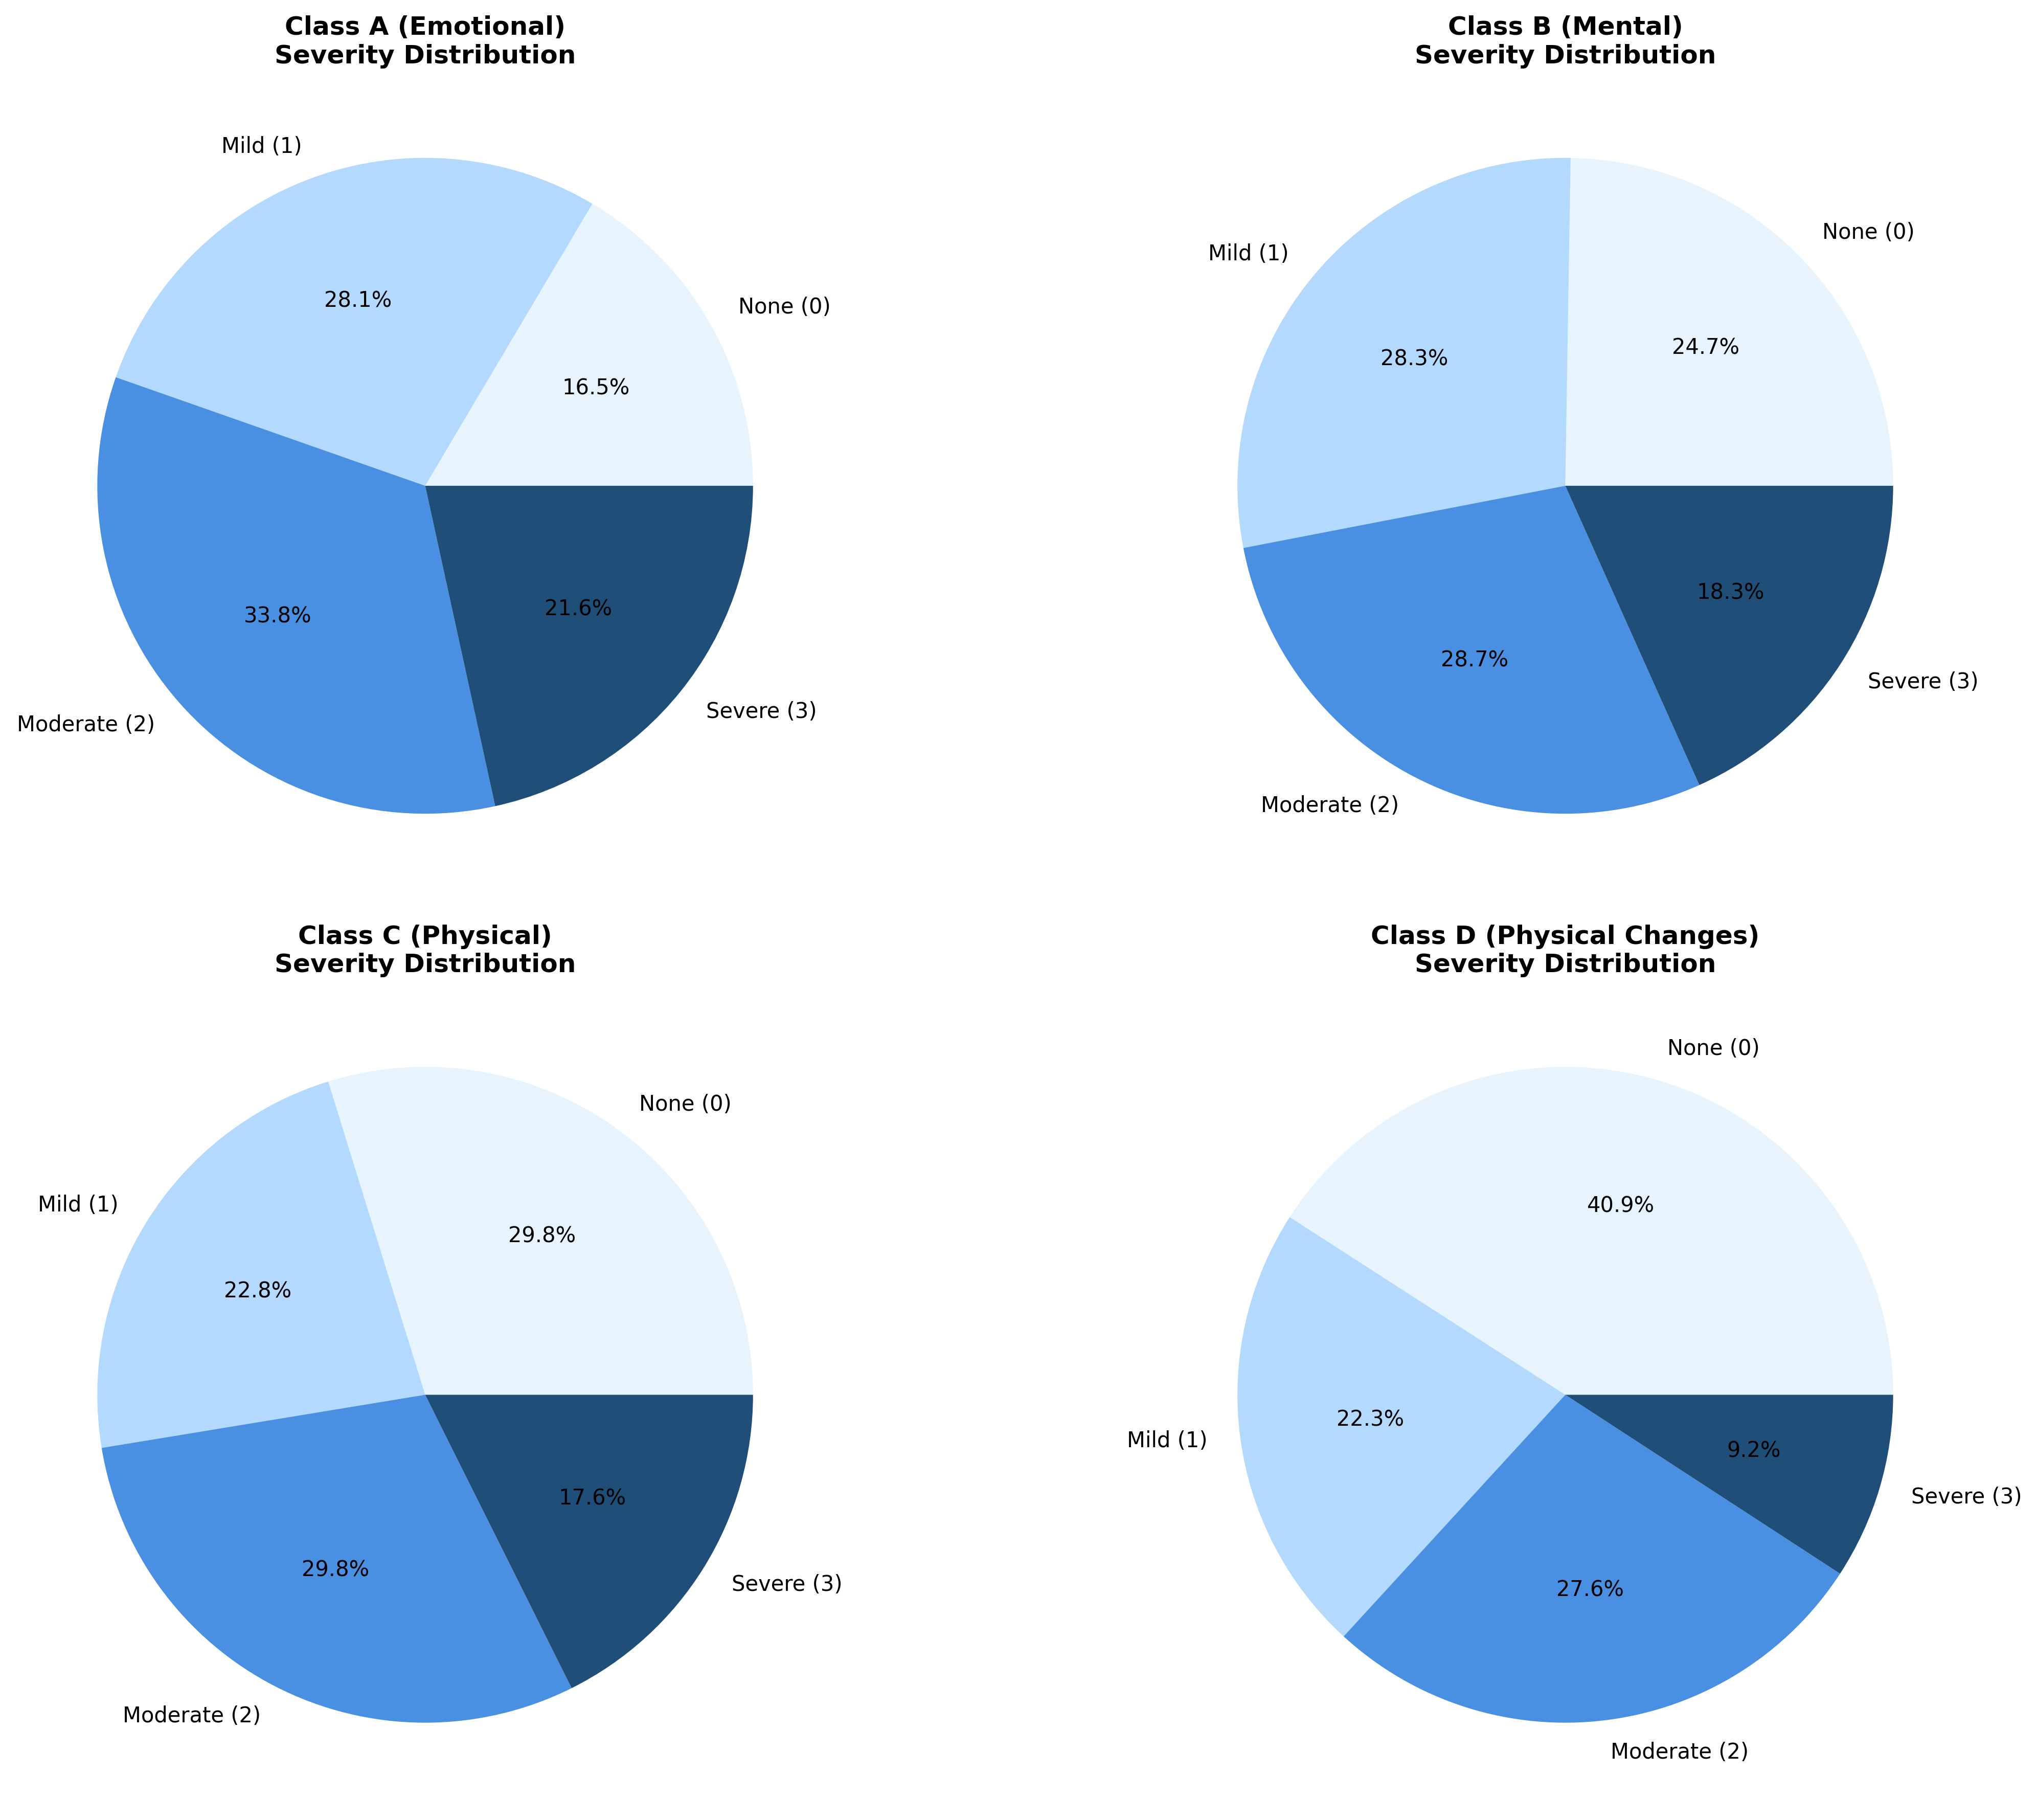 Class A (Emotional)
Severity Distribution
Mild (1)
None (0)
28.1%
16.5%
33.8%
21.6%
Moderate (2)
Severe (3)
Class B (Mental)
Severity Distribution
None (0)
Mild (1)
24.7%
28.3%
18.3%
28.7%
Severe (3)
Moderate (2)
Class C (Physical)
Severity Distribution
None (0)
Mild (1)
29.8%
22.8%
17.6%
29.8%
Severe (3)
Moderate (2)
Class D (Physical Changes)
Severity Distribution
None (0)
40.9%
22.3%
Mild (1)
9.2%
Severe (3)
27.6%
Moderate (2)